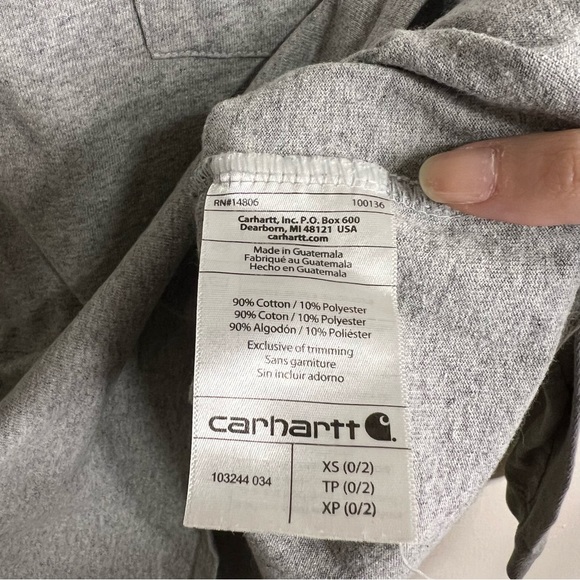 RN#14806 100136
Carhartt, Inc. P.O. Box 600
Dearborn, MI 48121 USA
carhartt.com
Made in Guatemala
Fabriqué au Guatemala
Hecho en Guatemala
90% Cotton / 10% Polyester
90% Coton / 10% Polyester
90% Algodón / 10% Poliéster
Exclusive of trimming
Sans garniture
Sin incluir adorno
carhartt
103244 034
XS (0/2)
TP (0/2)
XP (0/2)